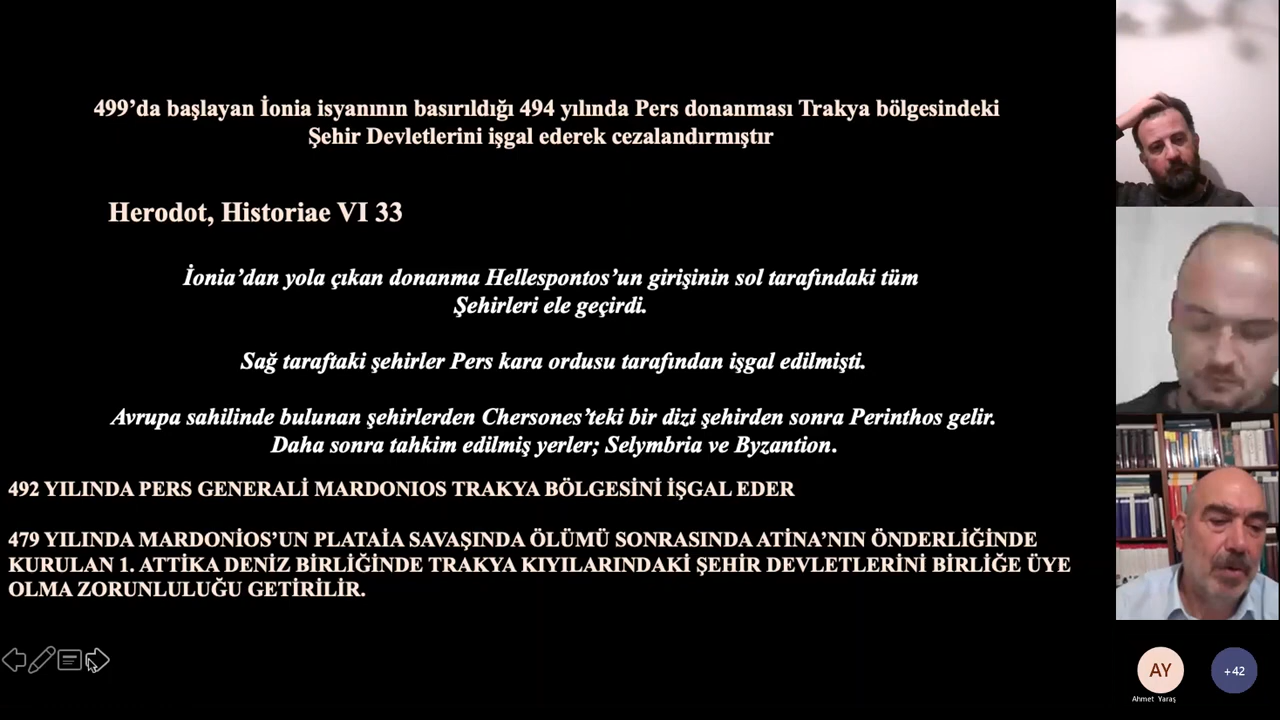 499’da başlayan İonia isyanının basırıldığı 494 yılında Pers donanması Trakya bölgesindeki
Şehir Devletlerini işgal ederek cezalandırmıştır
Herodot, Historiae VI 33
İonia’dan yola çıkan donanma Hellespontos’un girişinin sol tarafındaki tüm
Şehirleri ele geçirdi.
Sağ taraftaki şehirler Pers kara ordusu tarafından işgal edilmişti.
Avrupa sahilinde bulunan şehirlerden Chersones’teki bir dizi şehirden sonra Perinthos gelir.
Daha sonra tahkim edilmiş yerler; Selymbria ve Byzantion.
492 YILINDA PERS GENERALİ MARDONIOS TRAKYA BÖLGESİNİ İŞGAL EDER
479 YILINDA MARDONİOS’UN PLATAİA SAVAŞINDA ÖLÜMÜ SONRASINDA ATİNA’NIN ÖNDERLİĞİNDE
KURULAN 1. ATTİKA DENİZ BİRLİĞİNDE TRAKYA KIYILARINDAKİ ŞEHİR DEVLETLERİNİ BİRLİĞE ÜYE
OLMA ZORUNLULUĞU GETİRİLİR.
AY
+42
Ahmet Yaraş